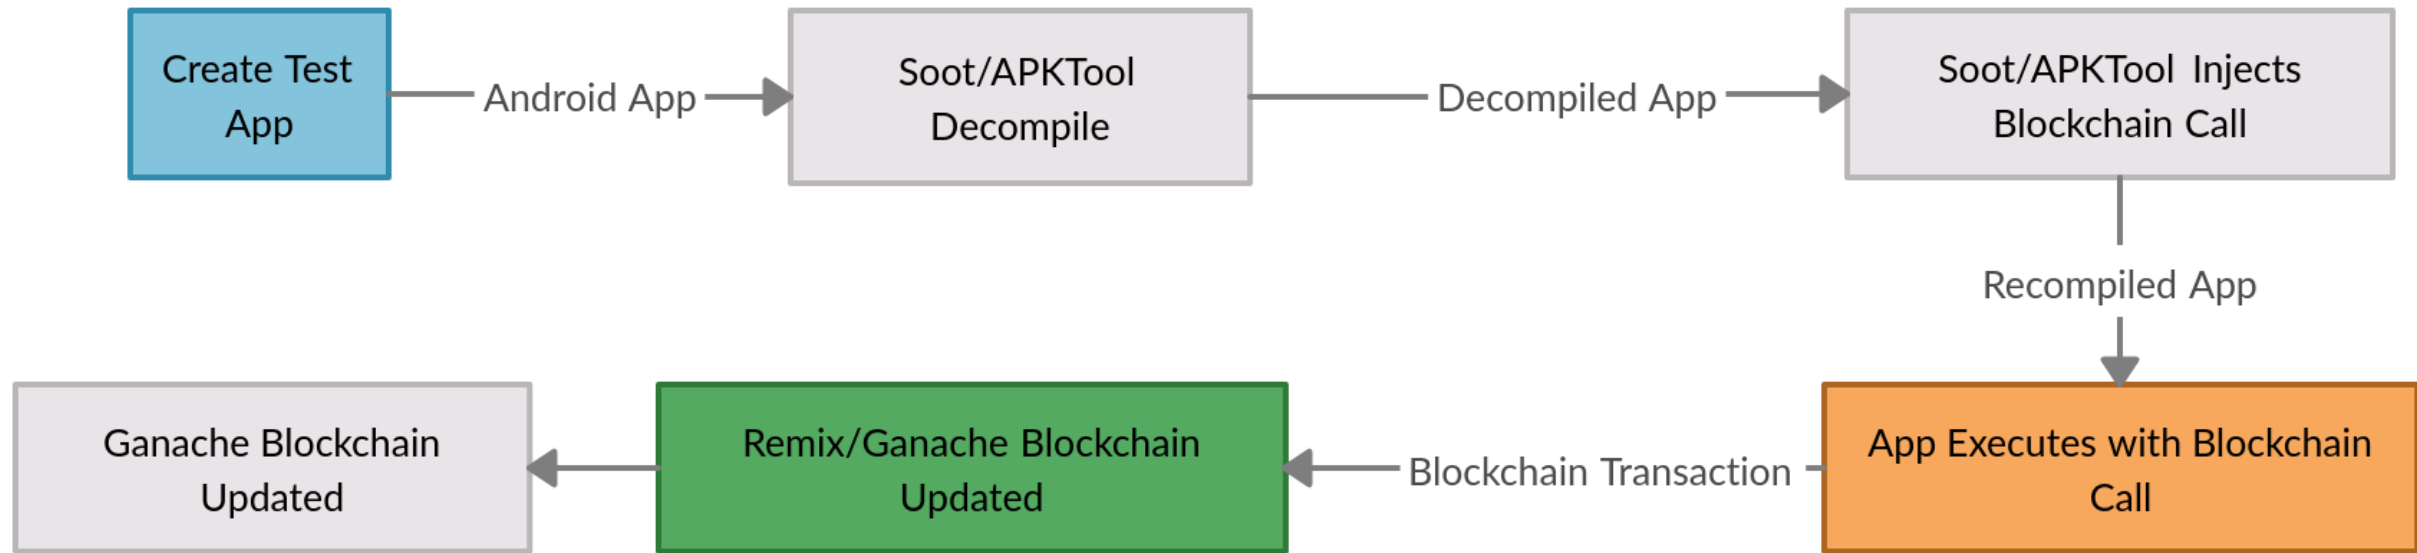 Create Test
App
Android App
Soot/APKTool
Decompile
Decompiled App
Soot/APKTool Injects
Blockchain Call
Recompiled App
App Executes with Blockchain
Call
Blockchain Transaction
Remix/Ganache Blockchain
Updated
Ganache Blockchain
Updated